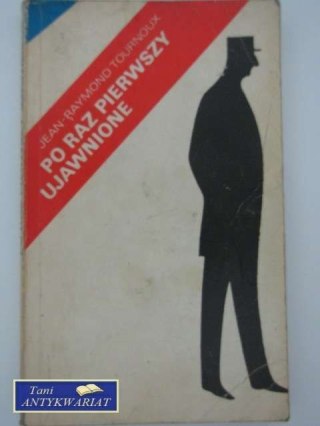 JEAN-RAYMOND TOURNOUX
PO RAZ PIERWSZY
UJAWNIONE
Tani
ANTYKWARIAT